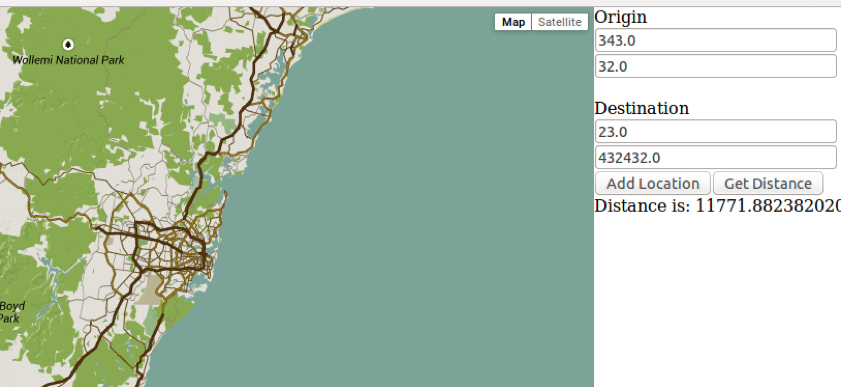 Wollemi National Park
Boyd
Park
Map Satellite
Origin
343.0
32.0
Destination
23.0
432432.0
Add Location Get Distance
Distance is: 11771.882382020